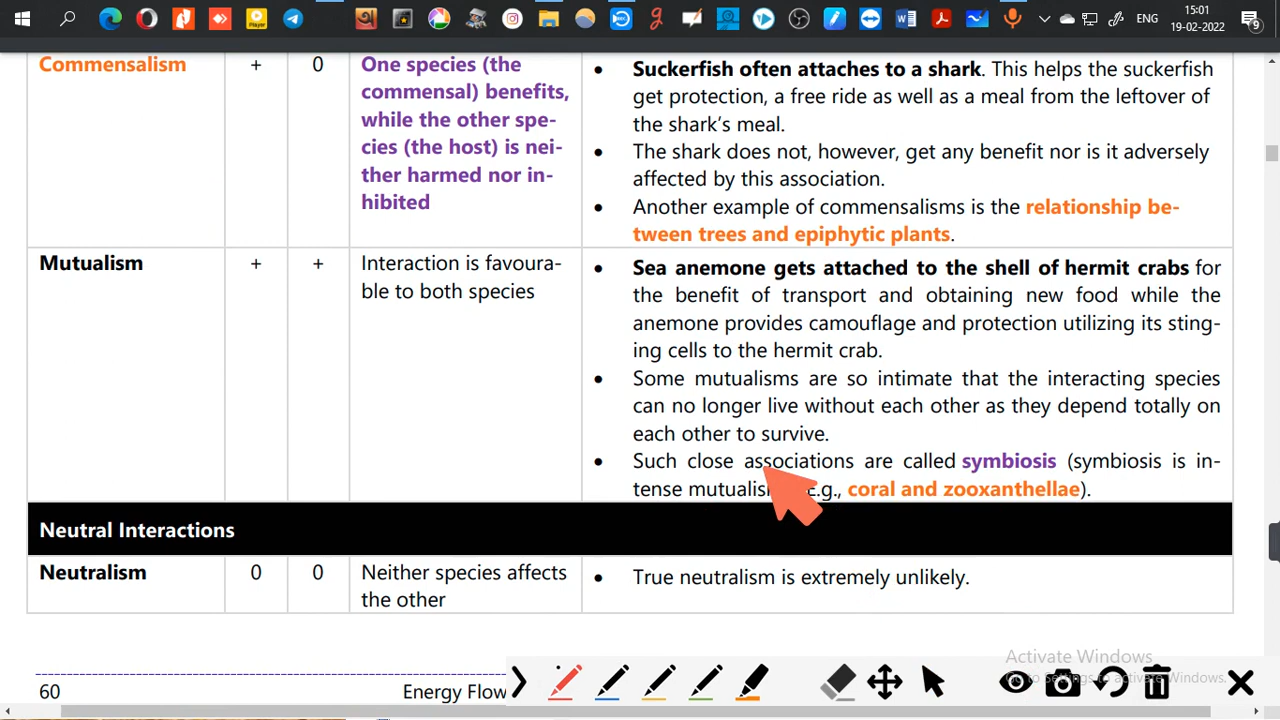 ENG
15:01
19-02-2022
9
Player
Commensalism + 0 One species (the
commensal) benefits,
while the other spe-
cies (the host) is nei-
ther harmed nor in-
hibited
• Suckerfish often attaches to a shark. This helps the suckerfish
get protection, a free ride as well as a meal from the leftover of
the shark's meal.
• The shark does not, however, get any benefit nor is it adversely
affected by this association.
• Another example of commensalisms is the relationship be-
tween trees and epiphytic plants.
Mutualism + + Interaction is favoura-
ble to both species
• Sea anemone gets attached to the shell of hermit crabs for
the benefit of transport and obtaining new food while the
anemone provides camouflage and protection utilizing its sting-
ing cells to the hermit crab.
• Some mutualisms are so intimate that the interacting species
can no longer live without each other as they depend totally on
each other to survive.
• Such close associations are called symbiosis (symbiosis is in-
tense mutualis E.g., coral and zooxanthellae).
Neutral Interactions
Neutralism 0 0 Neither species affects
the other
• True neutralism is extremely unlikely.
60
Energy Flow
Activate Windows
Go to Settings to activate Windows.